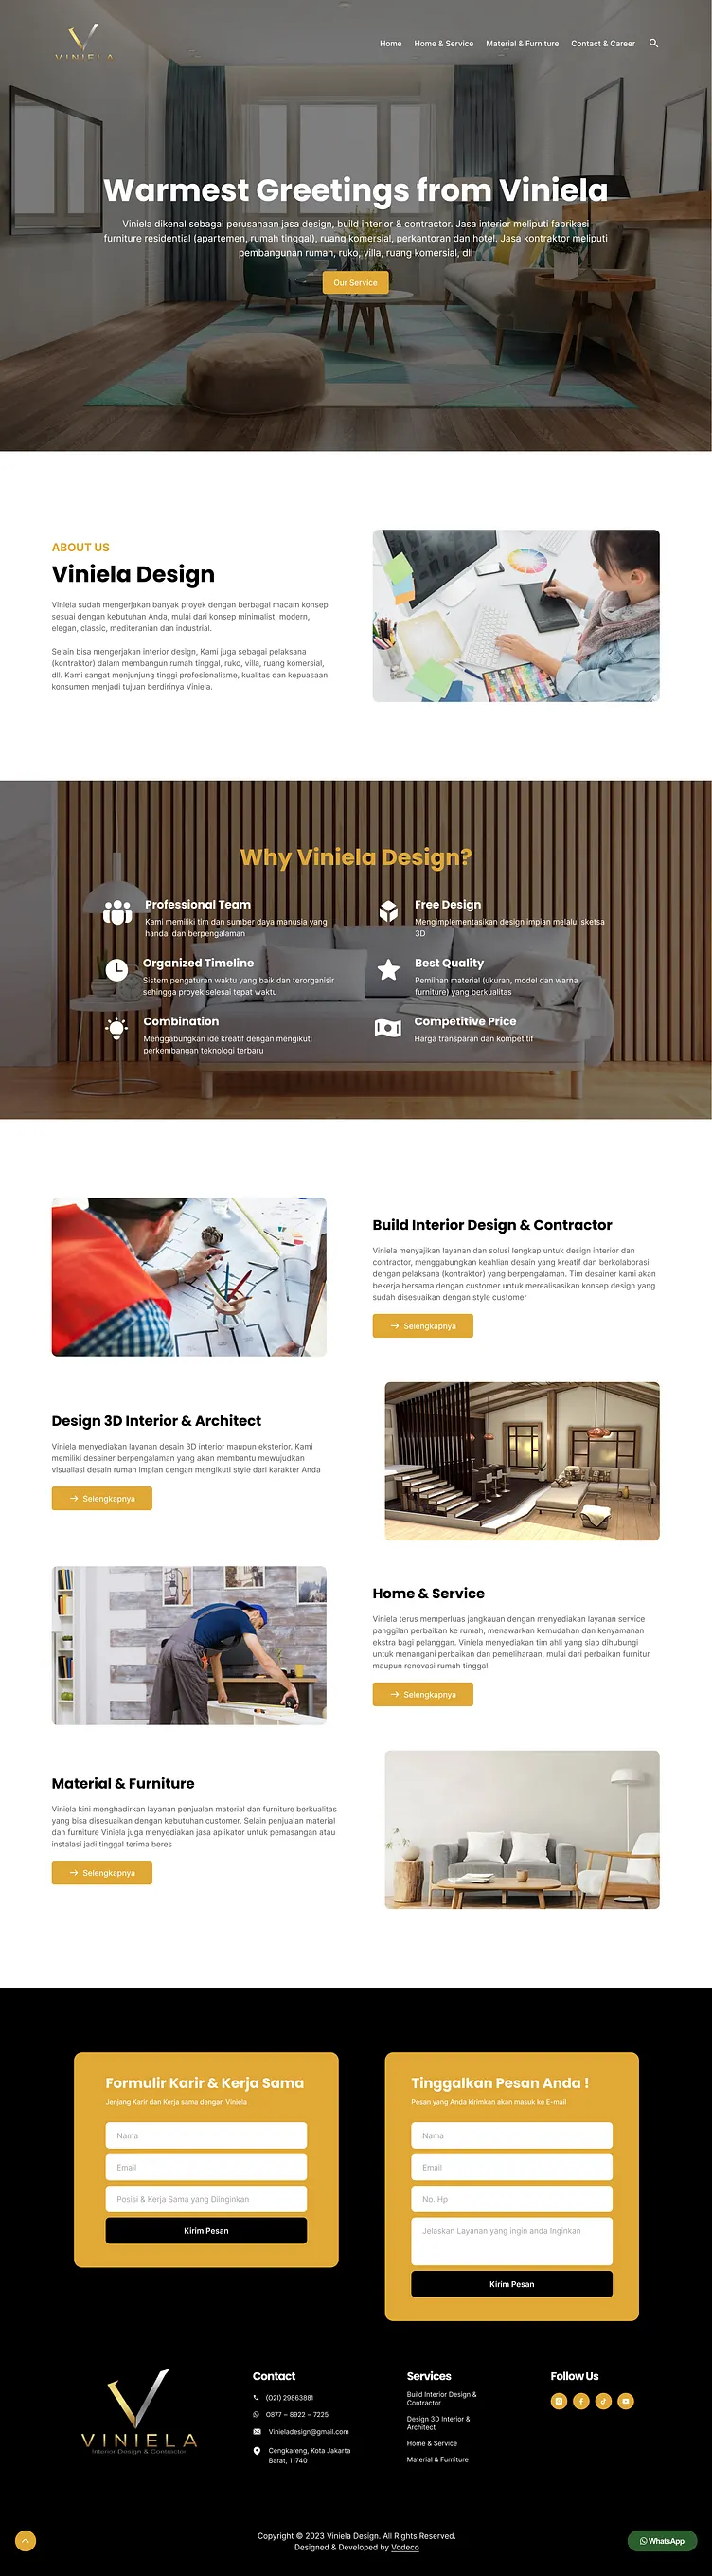 VINIELA
Home Home & Service Material & Furniture Contact & Career
Warmest Greetings from Viniela
Viniela dikenal sebagai perusahaan jasa design, build interior & contractor. Jasa interior meliputi fabrikasi
furniture residential (apartemen, rumah tinggal), ruang komersial, perkantoran dan hotel. Jasa kontraktor meliputi
pembangunan rumah, ruko, villa, ruang komersial, dll
Our Service
ABOUT US
Viniela Design
Viniela sudah mengerjakan banyak proyek dengan berbagai macam konsep
sesuai dengan kebutuhan Anda, mulai dari konsep minimalist, modern,
elegan, classic, mediteranian dan industrial.
Selain bisa mengerjakan interior design, Kami juga sebagai pelaksana
(kontraktor) dalam membangun rumah tinggal, ruko, villa, ruang komersial,
dll. Kami sangat menjunjung tinggi profesionalisme, kualitas dan kepuasaan
konsumen menjadi tujuan berdirinya Viniela.
Why Viniela Design?
Professional Team
Kami memiliki tim dan sumber daya manusia yang
handal dan berpengalaman
Free Design
Mengimplementasikan design impian melalui sketsa
3D
Organized Timeline
Sistem pengaturan waktu yang baik dan terorganisir
sehingga proyek selesai tepat waktu
Best Quality
Pemilhan material (ukuran, model dan warna
furniture) yang berkualitas
Combination
Menggabungkan ide kreatif dengan mengikuti
perkembangan teknologi terbaru
Competitive Price
Harga transparan dan kompetitif
Build Interior Design & Contractor
Viniela menyajikan layanan dan solusi lengkap untuk design interior dan
contractor, menggabungkan keahlian desain yang kreatif dan berkolaborasi
dengan pelaksana (kontraktor) yang berpengalaman. Tim desainer kami akan
bekerja bersama dengan customer untuk merealisasikan konsep design yang
sudah disesuaikan dengan style customer
Selengkapnya
Design 3D Interior & Architect
Viniela menyediakan layanan desain 3D interior maupun eksterior. Kami
memiliki desainer berpengalaman yang akan membantu mewujudkan
visualiasi desain rumah impian dengan mengikuti style dari karakter Anda
Selengkapnya
Home & Service
Viniela terus memperluas jangkauan dengan menyediakan layanan service
panggilan perbaikan ke rumah, menawarkan kemudahan dan kenyamanan
ekstra bagi pelanggan. Viniela menyediakan tim ahli yang siap dihubungi
untuk menangani perbaikan dan pemeliharaan, mulai dari perbaikan furnitur
maupun renovasi rumah tinggal.
Selengkapnya
Material & Furniture
Viniela kini menghadirkan layanan penjualan material dan furniture berkualitas
yang bisa disesuaikan dengan kebutuhan customer. Selain penjualan material
dan furniture Viniela juga menyediakan jasa aplikator untuk pemasangan atau
instalasi jadi tinggal terima beres
Selengkapnya
Formulir Karir & Kerja Sama
Jenjang Karir dan Kerja sama dengan Viniela
Nama
Email
Posisi & Kerja Sama yang Diinginkan
Kirim Pesan
Tinggalkan Pesan Anda !
Pesan yang Anda kirimkan akan masuk ke E-mail
Nama
Email
No. Hp
Jelaskan Layanan yang ingin anda Inginkan
Kirim Pesan
VINIELA
Interior Design & Contractor
Contact
(021) 29863881
0877 – 8922 – 7225
Vinieladesign@gmail.com
Cengkareng, Kota Jakarta
Barat, 11740
Services
Build Interior Design &
Contractor
Design 3D Interior &
Architect
Home & Service
Material & Furniture
Follow Us
Copyright © 2023 Viniela Design. All Rights Reserved.
Designed & Developed by Vodeco
WhatsApp